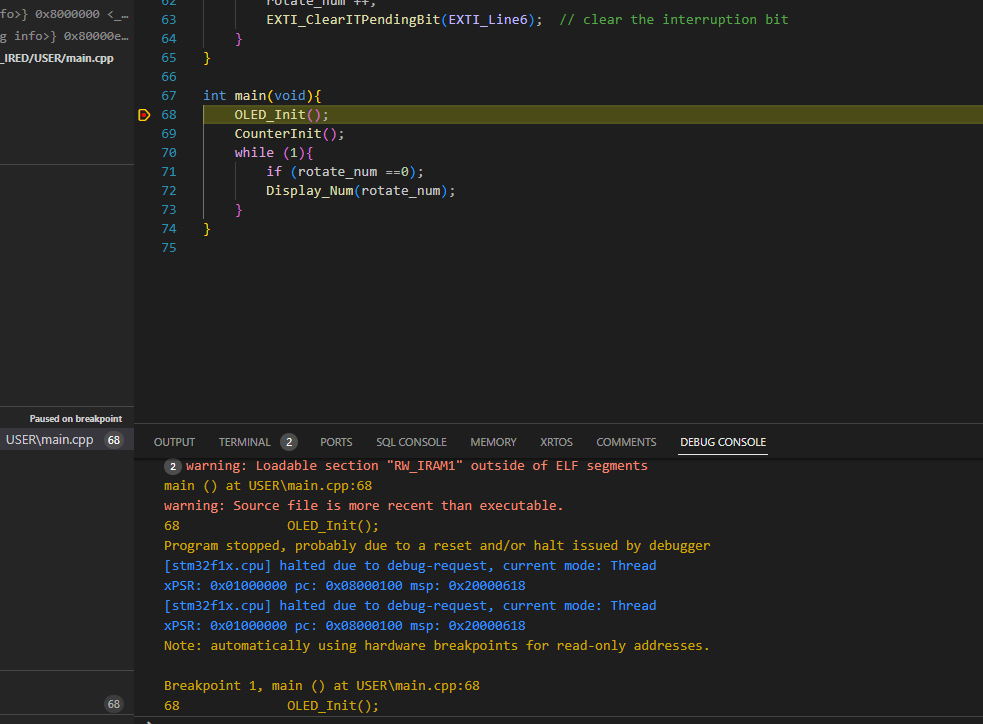 fo>} 0x8000000 <_…
g info>} 0x80000e…
_IRED/USER/main.cpp
62 rotate_num ++;
63 EXTI_ClearITPendingBit(EXTI_Line6);  // clear the interruption bit
64 }
65 }
66
67 int main(void){
68 OLED_Init();
69 CounterInit();
70 while (1){
71 if (rotate_num ==0);
72 Display_Num(rotate_num);
73 }
74 }
75
Paused on breakpoint
USER\main.cpp 68
68
OUTPUT TERMINAL 2 PORTS SQL CONSOLE MEMORY XRTOS COMMENTS DEBUG CONSOLE
2 warning: Loadable section "RW_IRAM1" outside of ELF segments
main () at USER\main.cpp:68
warning: Source file is more recent than executable.
68 OLED_Init();
Program stopped, probably due to a reset and/or halt issued by debugger
[stm32f1x.cpu] halted due to debug-request, current mode: Thread
xPSR: 0x01000000 pc: 0x08000100 msp: 0x20000618
[stm32f1x.cpu] halted due to debug-request, current mode: Thread
xPSR: 0x01000000 pc: 0x08000100 msp: 0x20000618
Note: automatically using hardware breakpoints for read-only addresses.
Breakpoint 1, main () at USER\main.cpp:68
68 OLED_Init();